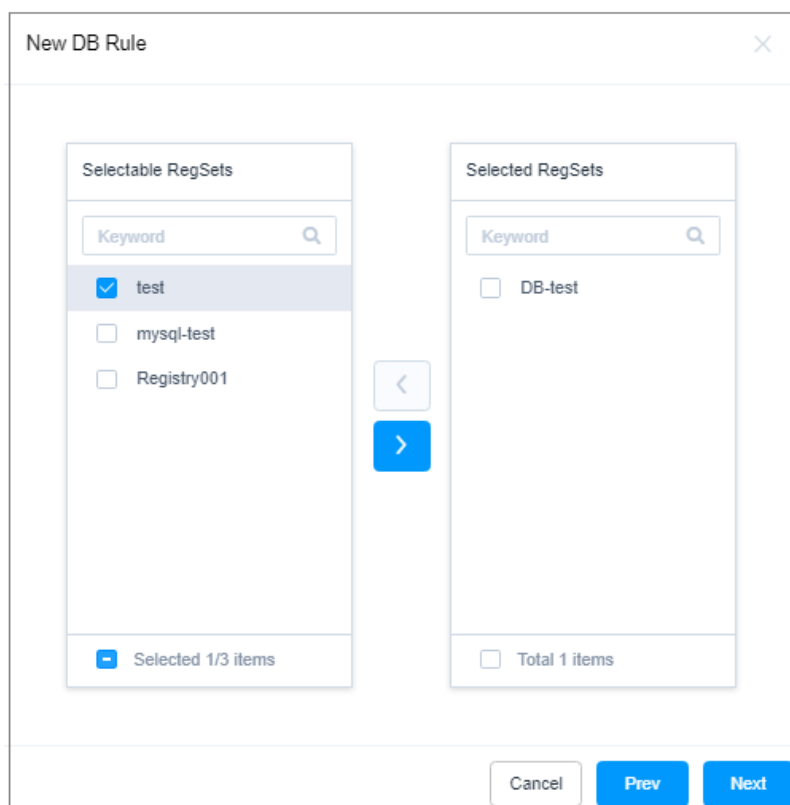 New DB Rule
Selectable RegSets
Keyword
test
mysql-test
Registry001
Selected 1/3 items
Selected RegSets
Keyword
DB-test
Total 1 items
Cancel
Prev
Next